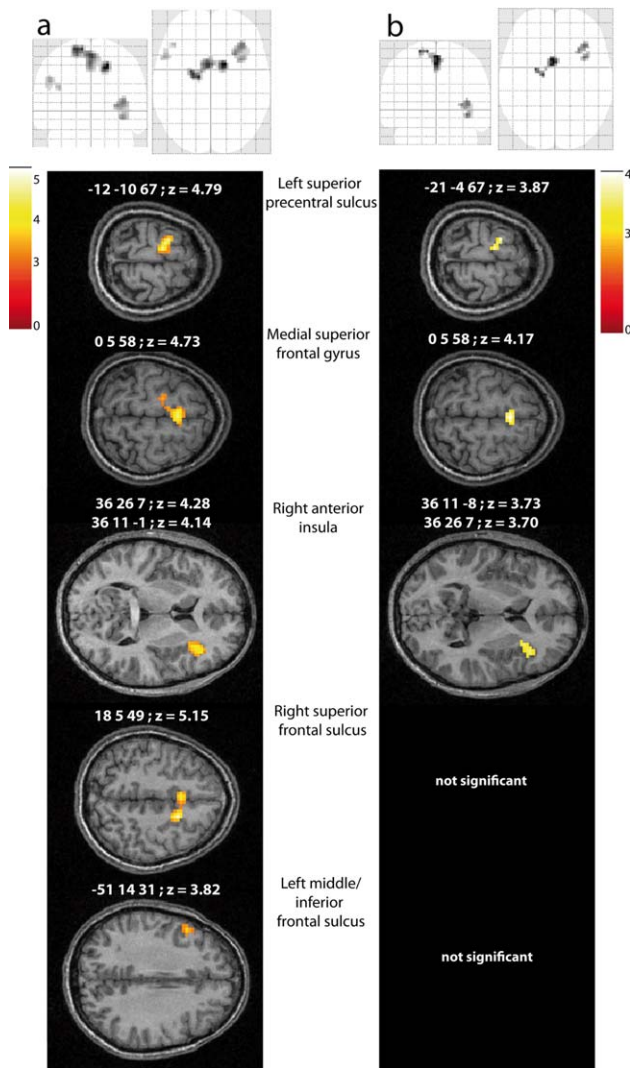 a
b
5
4
3
0
4
3
0
-12 -10 67 ; z = 4.79
Left superior
precentral sulcus
-21 -4 67 ; z = 3.87
0 5 58 ; z = 4.73
Medial superior
frontal gyrus
0 5 58 ; z = 4.17
36 26 7 ; z = 4.28
36 11 -1 ; z = 4.14
Right anterior
insula
36 11 -8 ; z = 3.73
36 26 7 ; z = 3.70
18 5 49 ; z = 5.15
Right superior
frontal sulcus
not significant
-51 14 31 ; z = 3.82
Left middle/
inferior
frontal sulcus
not significant